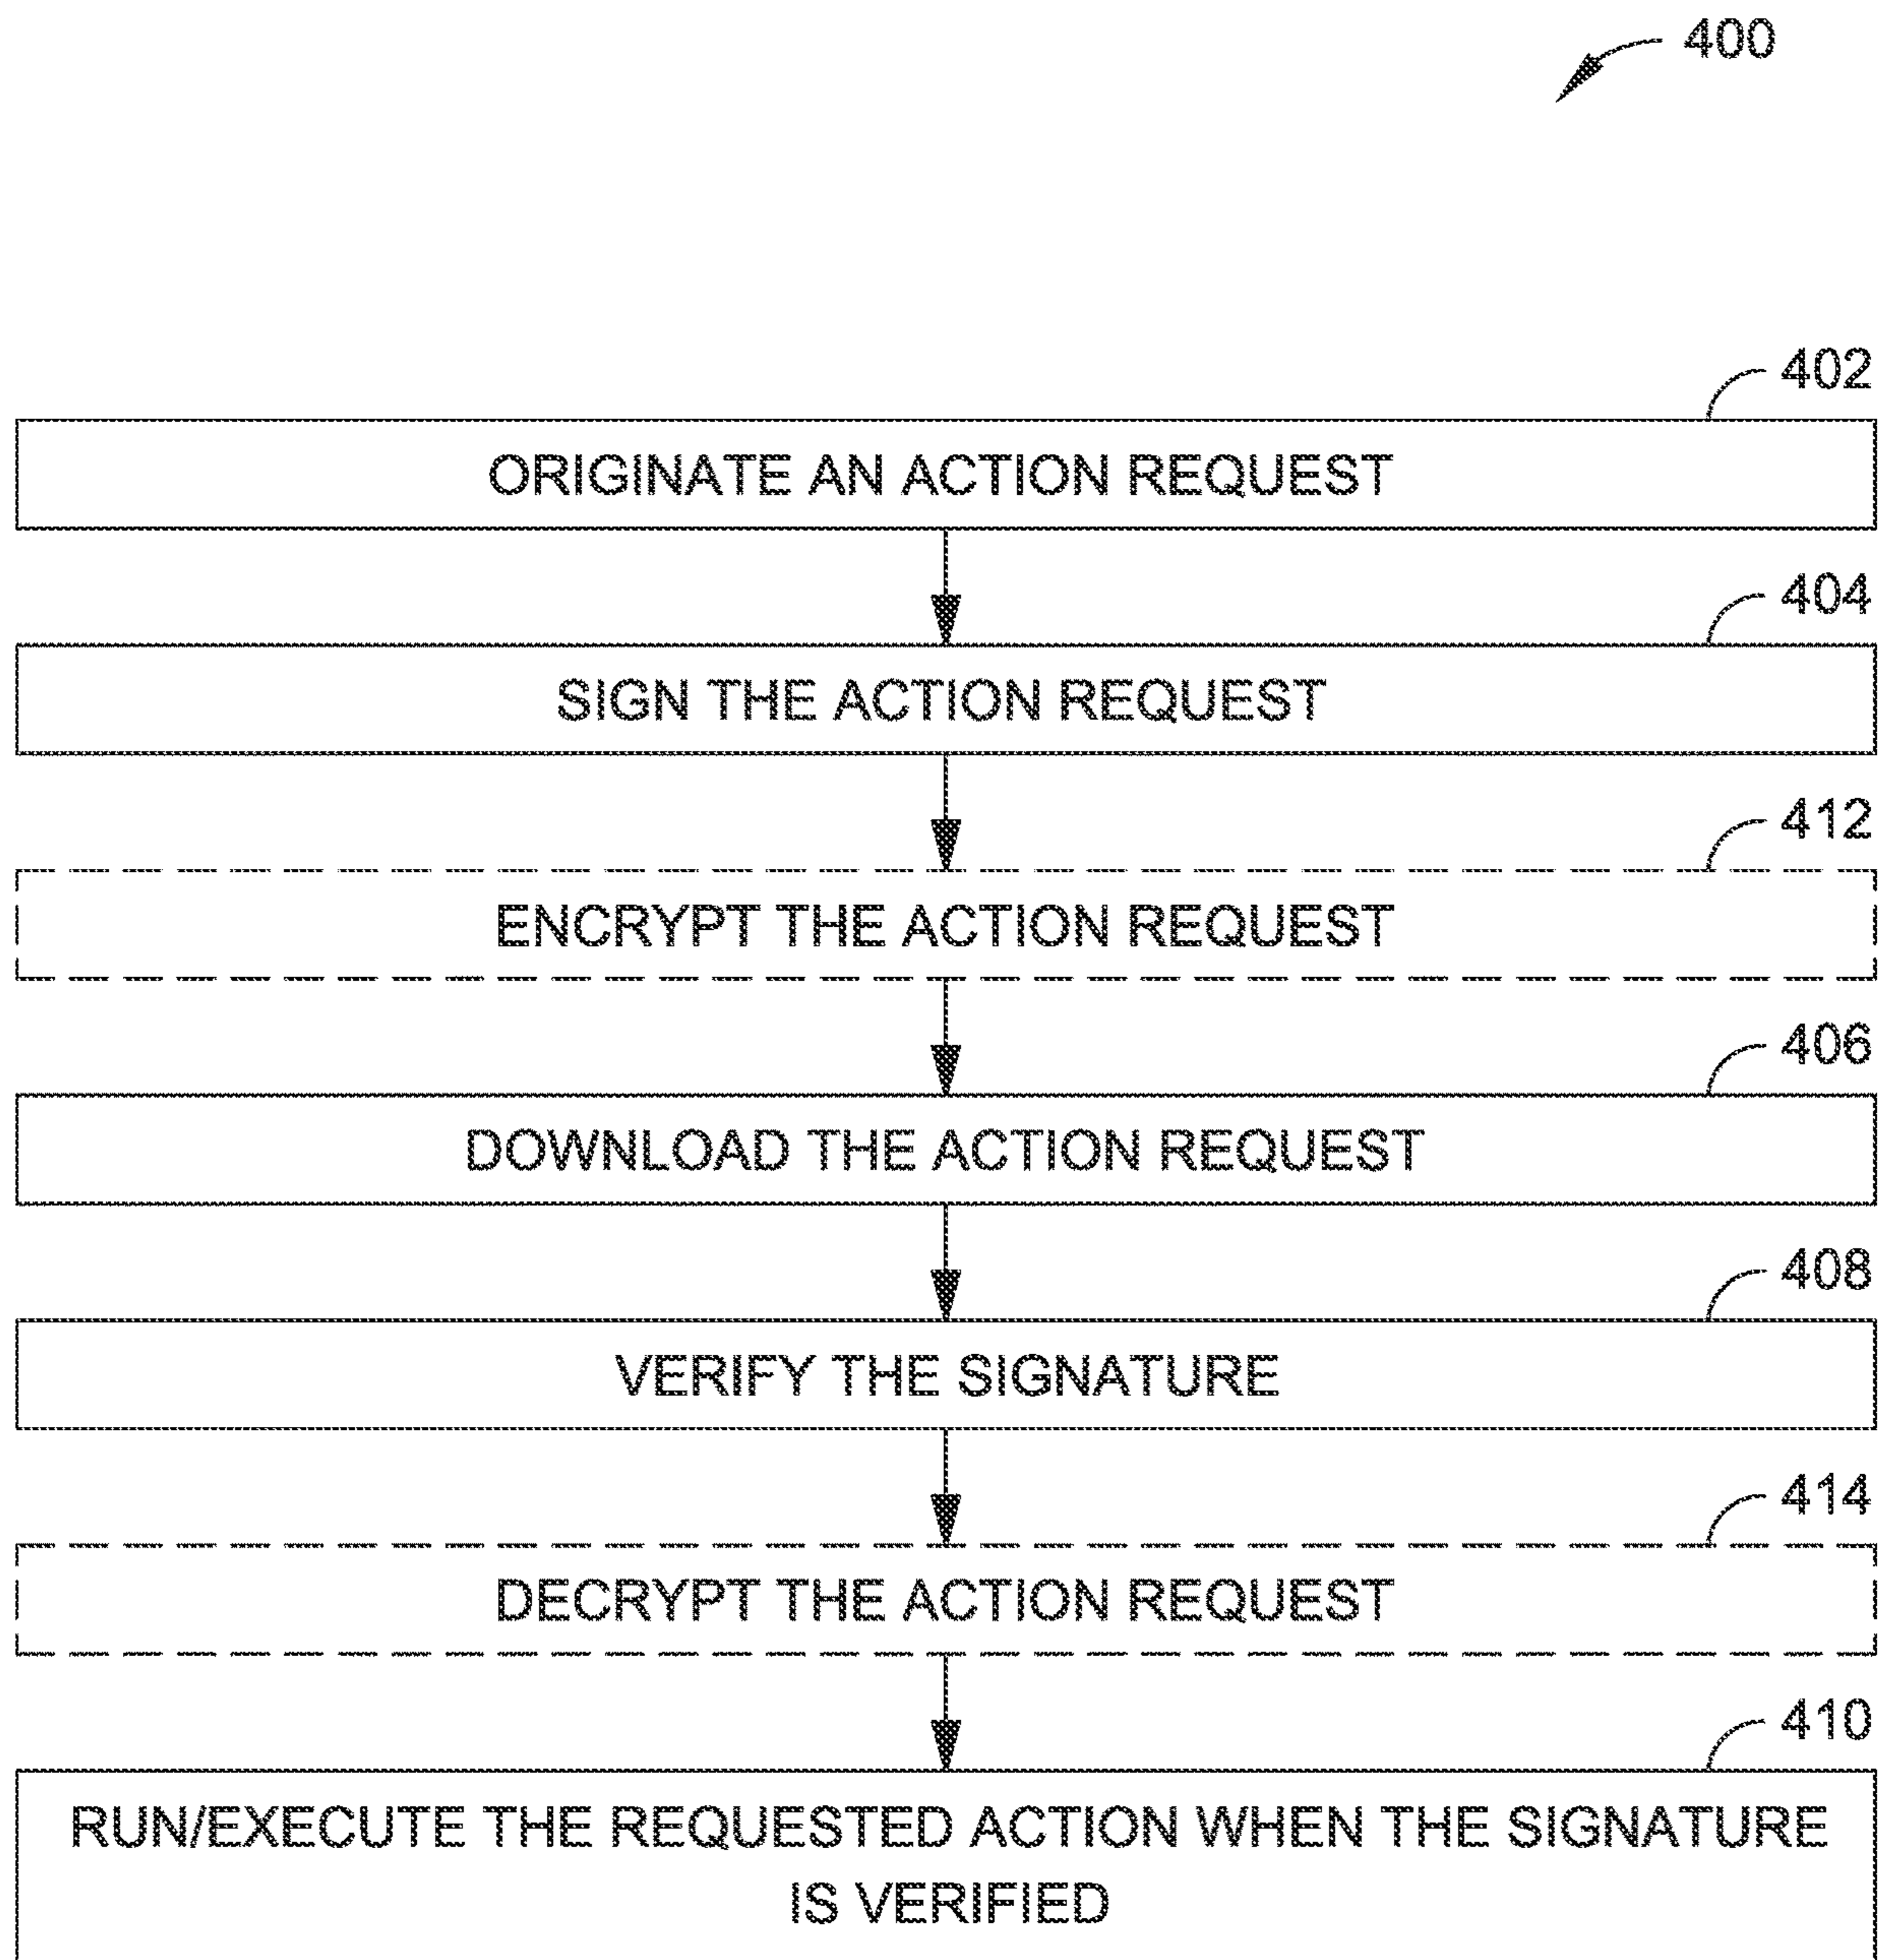 400
402
ORIGINATE AN ACTION REQUEST
404
SIGN THE ACTION REQUEST
412
ENCRYPT THE ACTION REQUEST
406
DOWNLOAD THE ACTION REQUEST
408
VERIFY THE SIGNATURE
414
DECRYPT THE ACTION REQUEST
410
RUN/EXECUTE THE REQUESTED ACTION WHEN THE SIGNATURE
IS VERIFIED